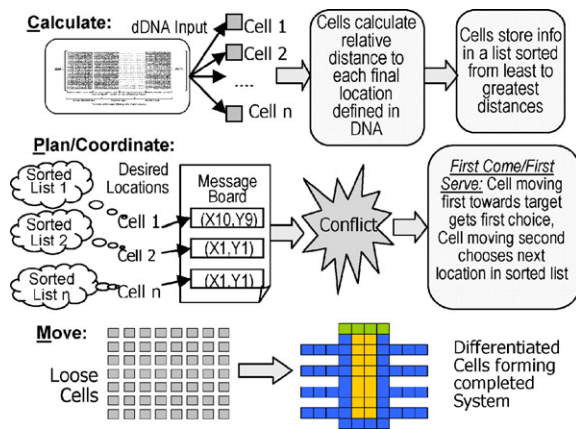 Calculate:
dDNA Input
Cell 1
Cell 2
....
Cell n
Cells calculate
relative
distance to
each final
location
defined in
DNA
Cells store info
in a list sorted
from least to
greatest
distances
Plan/Coordinate:
Sorted
List 1
Sorted
List 2
Sorted
List n
Desired
Locations
Cell 1
Cell 2
Cell n
Message
Board
(X10,Y9)
(X1,Y1)
(X1,Y1)
Conflict
First Come/First
Serve: Cell moving
first towards target
gets first choice,
Cell moving second
chooses next
location in sorted list
Move:
Loose
Cells
Differentiated
Cells forming
completed
System